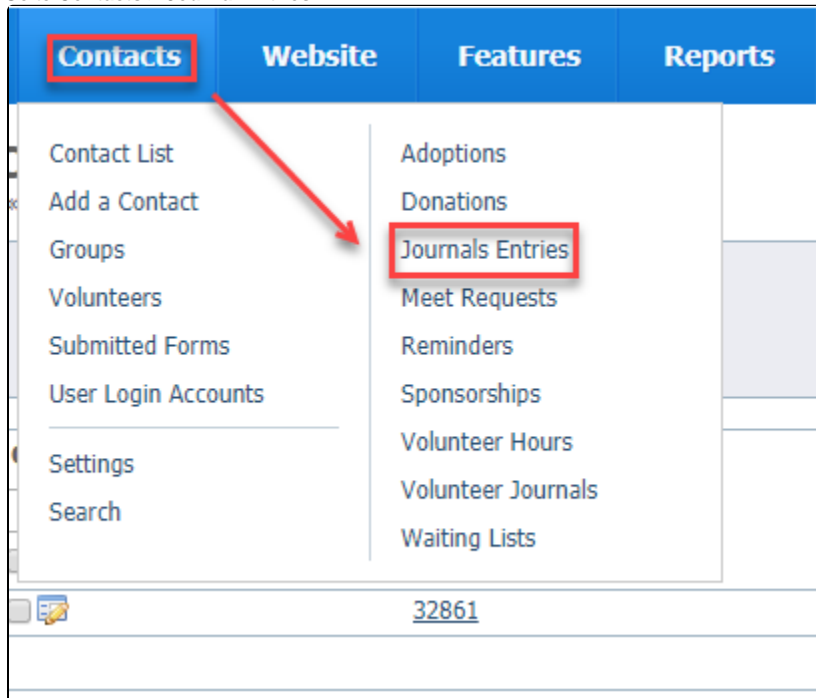 Contacts Website Features Reports
Contact List
Add a Contact
Groups
Volunteers
Submitted Forms
User Login Accounts
Settings
Search
Adoptions
Donations
Journals Entries
Meet Requests
Reminders
Sponsorships
Volunteer Hours
Volunteer Journals
Waiting Lists
32861